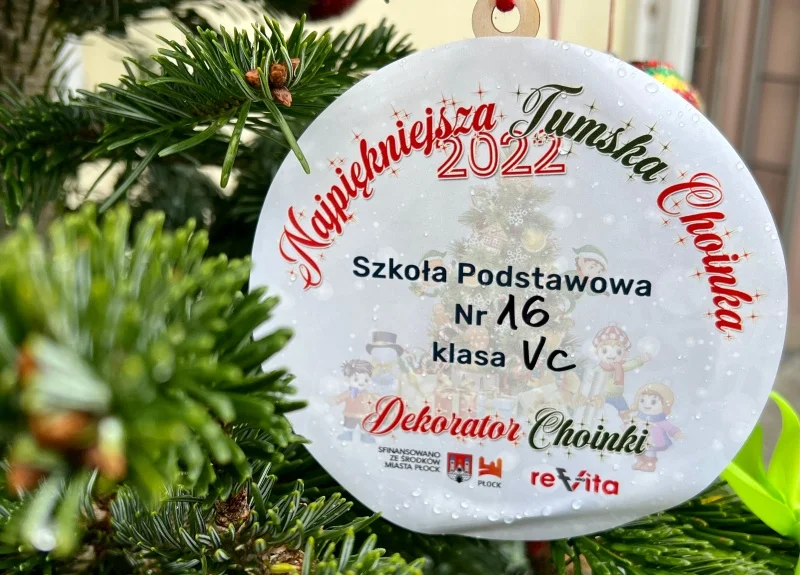 Najpiękniejsza Tumska Choinka
2022
Szkoła Podstawowa
Nr 16
klasa Vc
Dekorator Choinki
SFINANSOWANO
ZE ŚRODKÓW
MIASTA PŁOCK
PŁOCK
reVita